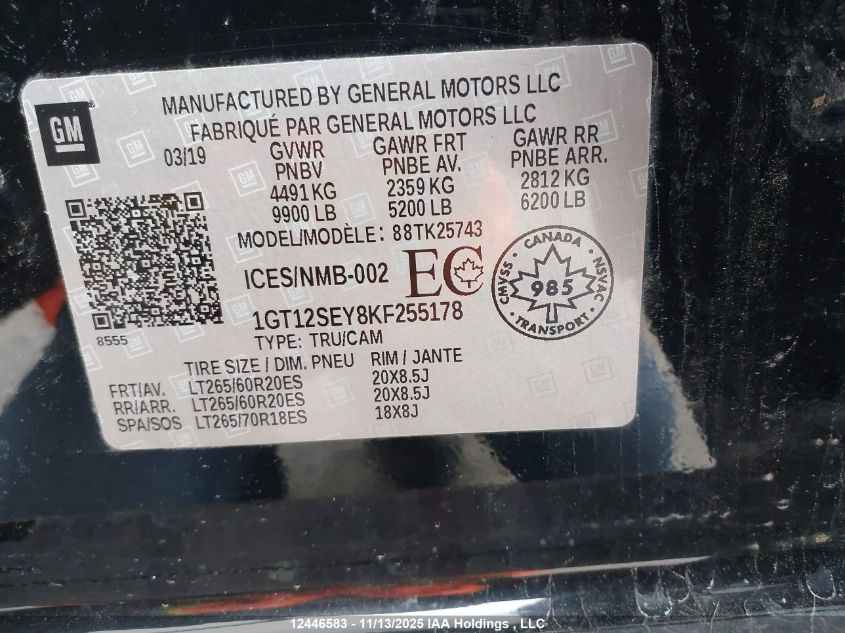 GM
MANUFACTURED BY GENERAL MOTORS LLC
FABRIQUÉ PAR GENERAL MOTORS LLC
03/19
GVWR
PNBV
4491 KG
9900 LB
GAWR FRT
PNBE AV.
2359 KG
5200 LB
GAWR RR
PNBE ARR.
2812 KG
6200 LB
MODEL/MODÈLE: 88TK25743
ICES/NMB-002
EC
CANADA
CMVSS
NSVAC
985
TRANSPORT
1GT12SEY8KF255178
TYPE: TRU/CAM
8555
TIRE SIZE / DIM. PNEU RIM / JANTE
FRT/AV. LT265/60R20ES 20X8.5J
RR/ARR. LT265/60R20ES 20X8.5J
SPA/SOS LT265/70R18ES 18X8J
12446583 - 11/13/2025 IAA Holdings, LLC